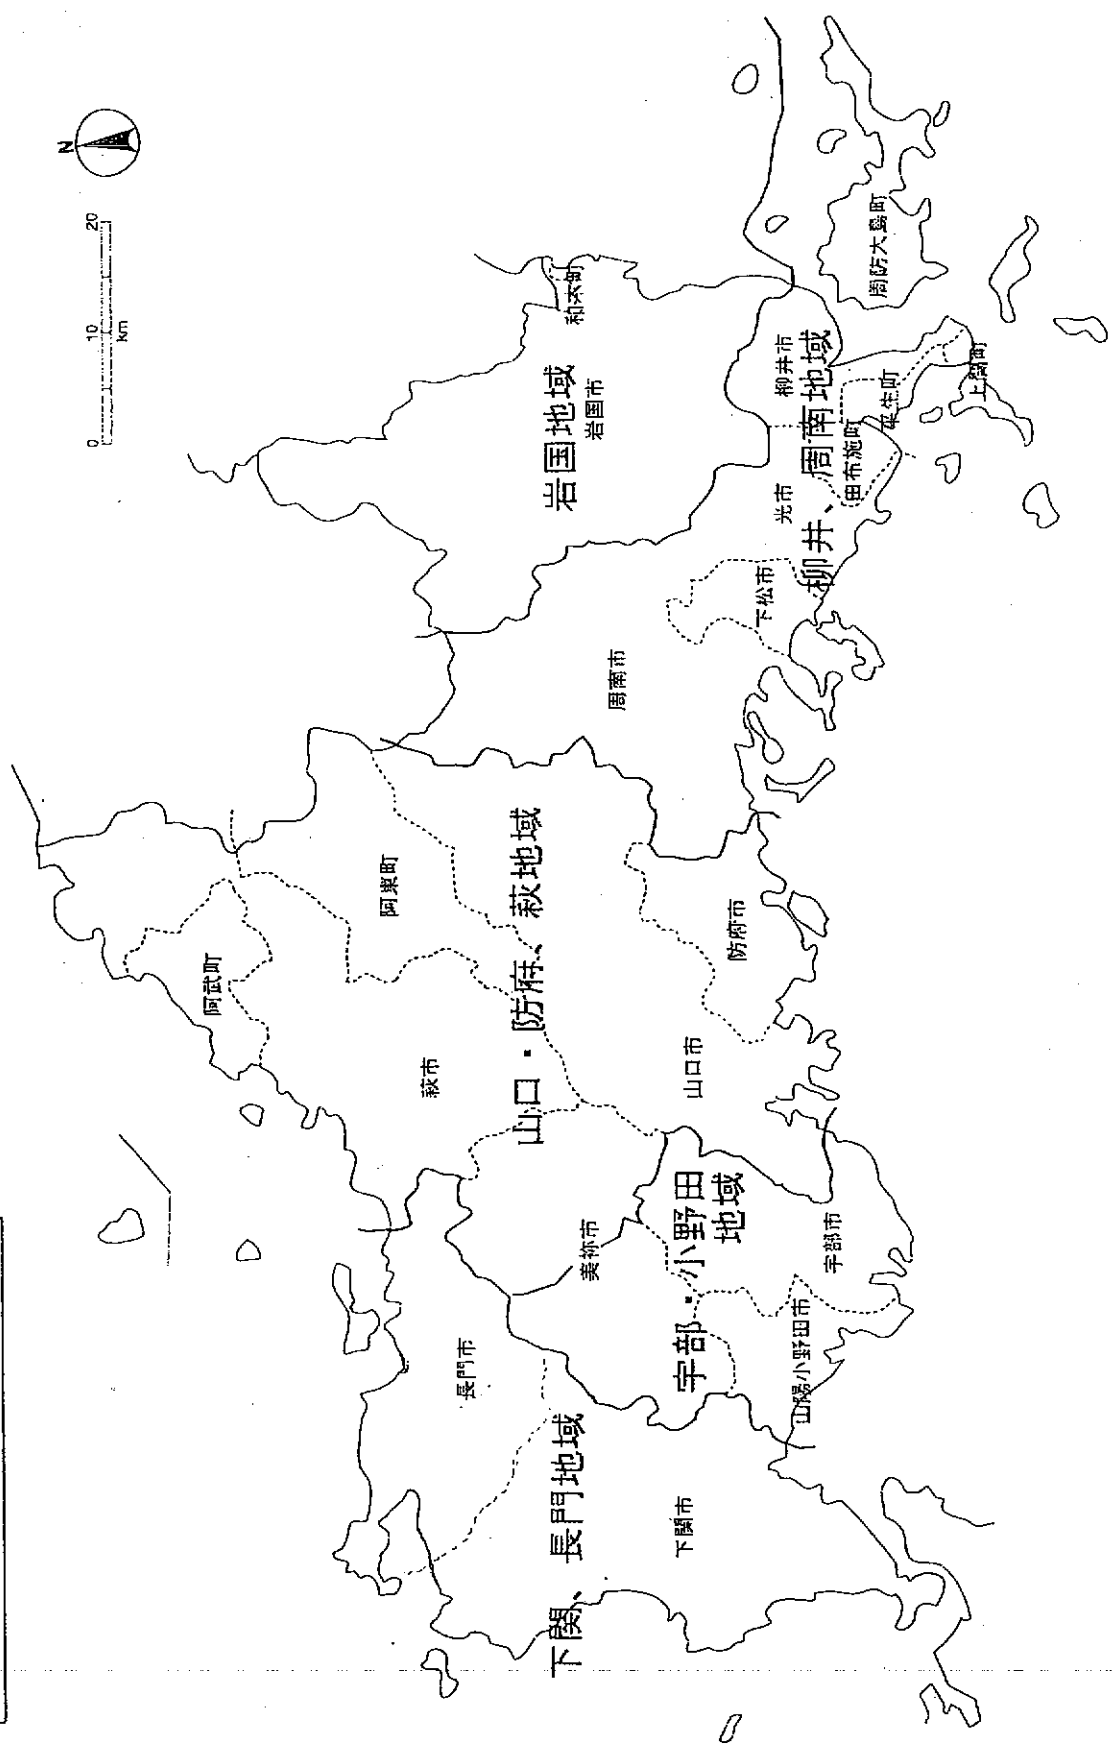 N
0 10 20
km
阿武町
萩市
阿東町
山口・防府、萩地域
長門市
美祢市
下関、長門地域
下関市
宇部・小野田
地域
山陽小野田市
宇部市
山口市
防府市
周南市
岩国地域
岩国市
和木町
下松市
光市
柳井市
柳井、周南地域
田布施町
平生町
上関町
周防大島町